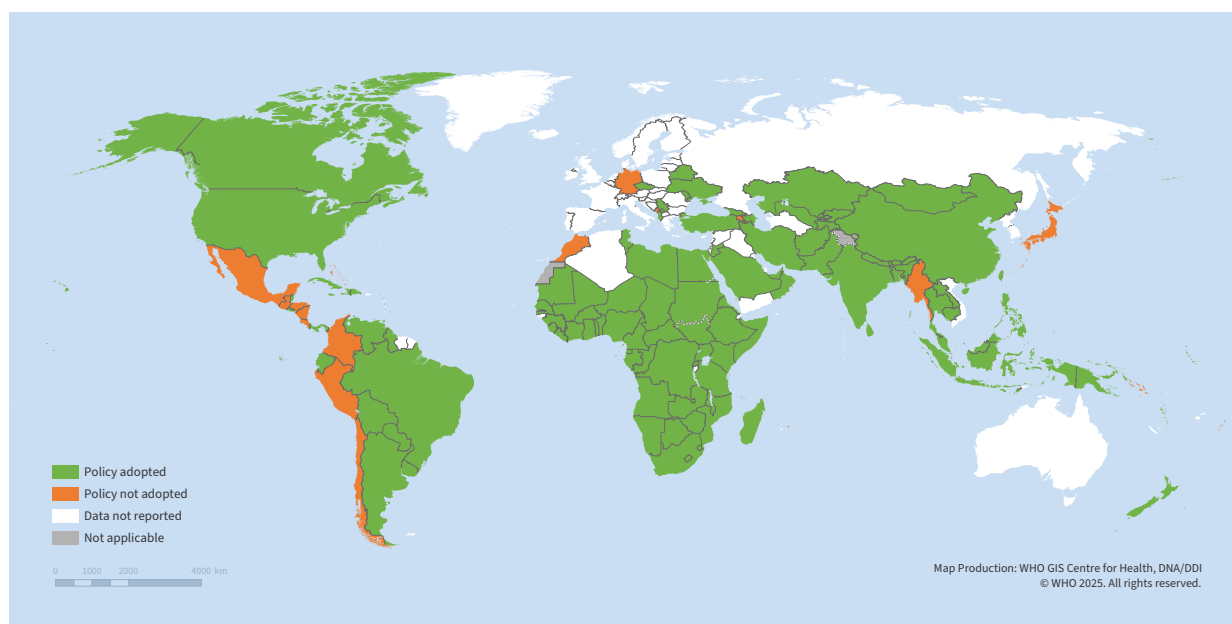 Policy adopted
Policy not adopted
Data not reported
Not applicable
0 1000 2000 4000 km
Map Production: WHO GIS Centre for Health, DNA/DDI
© WHO 2025. All rights reserved.